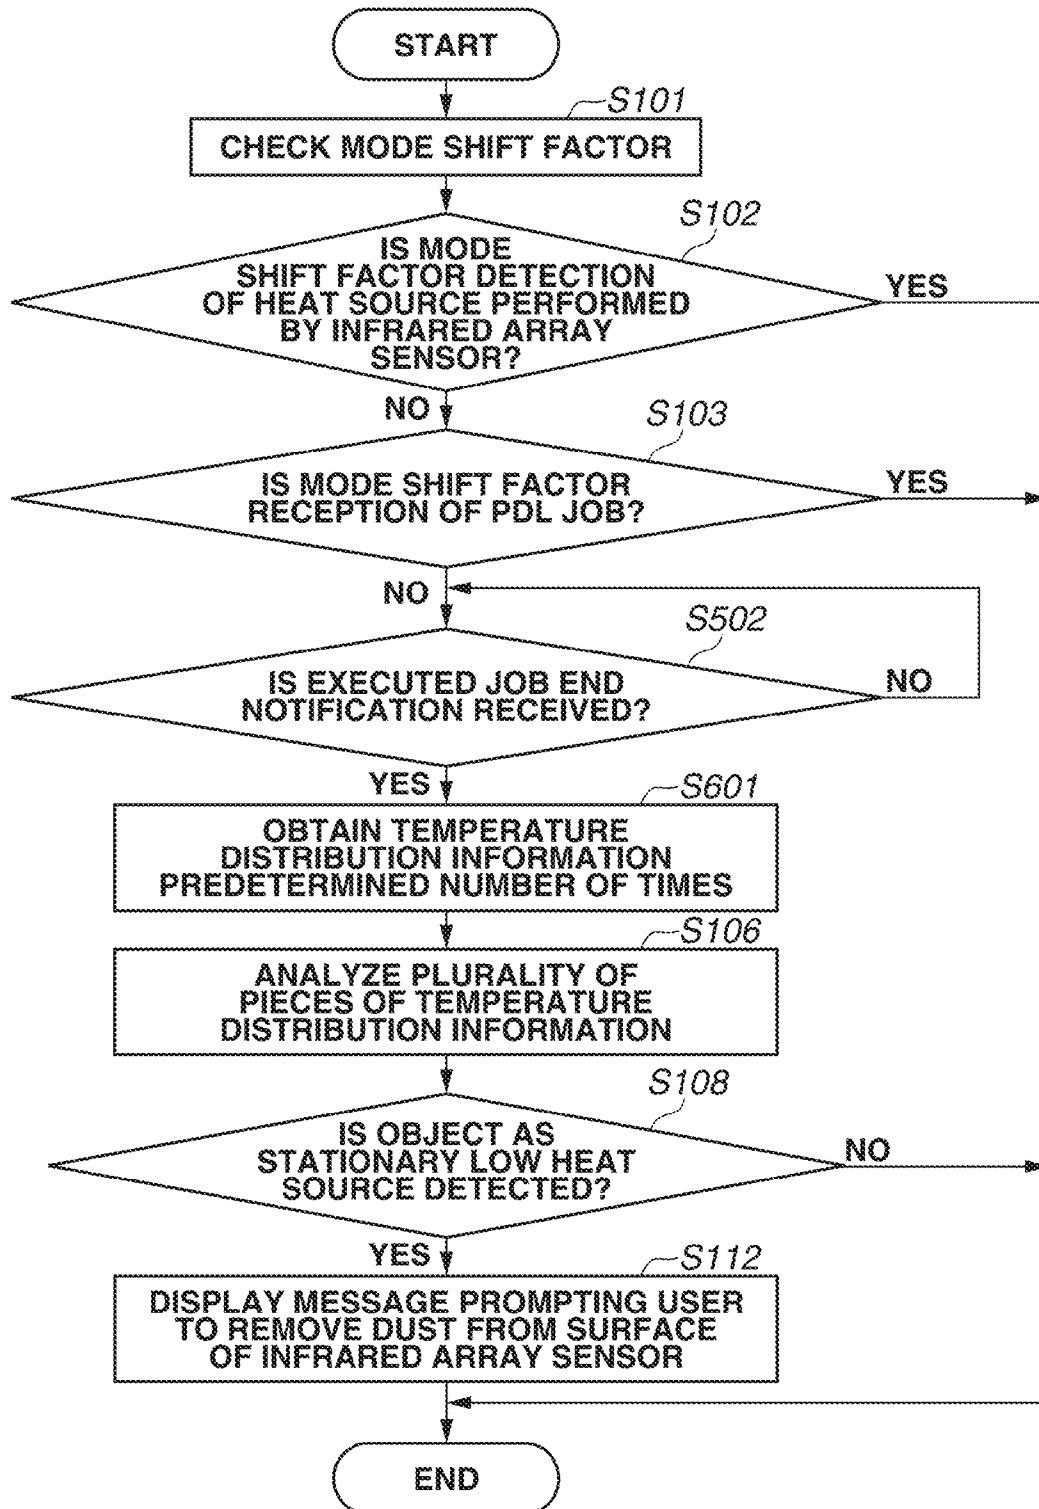 START
S101
CHECK MODE SHIFT FACTOR
S102
IS MODE
SHIFT FACTOR DETECTION
OF HEAT SOURCE PERFORMED
BY INFRARED ARRAY
SENSOR?
YES
NO
S103
IS MODE SHIFT FACTOR
RECEPTION OF PDL JOB?
YES
NO
S502
IS EXECUTED JOB END
NOTIFICATION RECEIVED?
NO
YES
S601
OBTAIN TEMPERATURE
DISTRIBUTION INFORMATION
PREDETERMINED NUMBER OF TIMES
S106
ANALYZE PLURALITY OF
PIECES OF TEMPERATURE
DISTRIBUTION INFORMATION
S108
IS OBJECT AS
STATIONARY LOW HEAT
SOURCE DETECTED?
NO
YES
S112
DISPLAY MESSAGE PROMPTING USER
TO REMOVE DUST FROM SURFACE
OF INFRARED ARRAY SENSOR
END